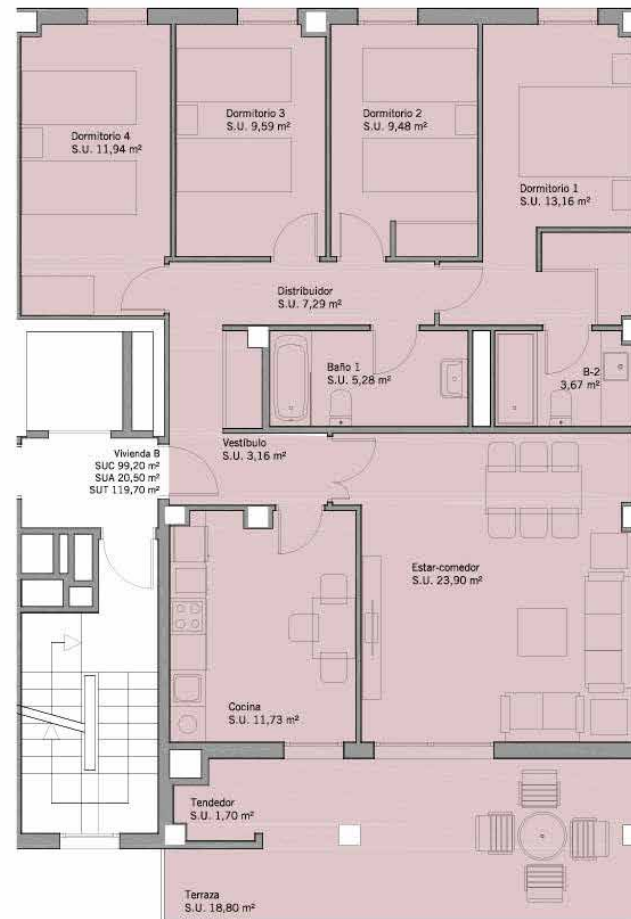 Dormitorio 4
S.U. 11,94 m²
Dormitorio 3
S.U. 9,59 m²
Dormitorio 2
S.U. 9,48 m²
Dormitorio 1
S.U. 13,16 m²
Distribuidor
S.U. 7,29 m²
Baño 1
S.U. 5,28 m²
B-2
3,67 m²
Vestíbulo
S.U. 3,16 m²
Vivienda B
SUC 99,20 m²
SUA 20,50 m²
SUT 119,70 m²
Estar-comedor
S.U. 23,90 m²
Cocina
S.U. 11,73 m²
Tendedor
S.U. 1,70 m²
Terraza
S.U. 18,80 m²